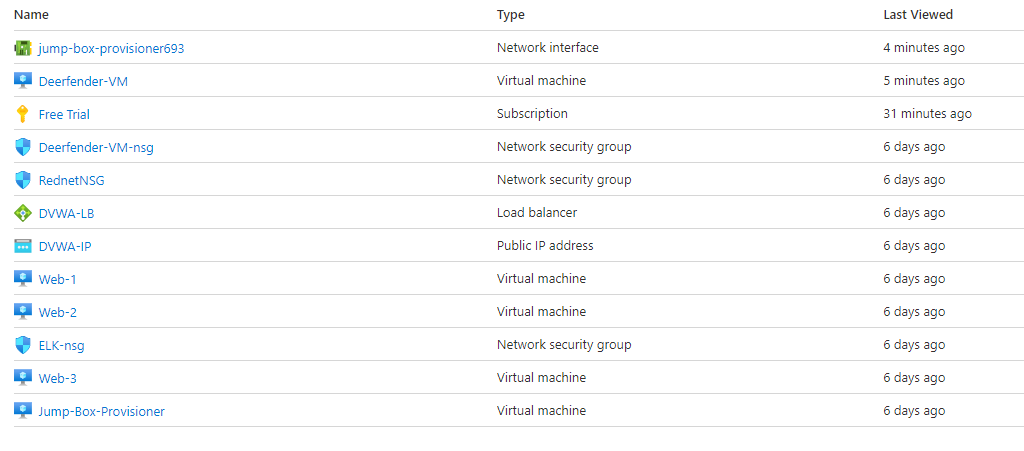 Name Type Last Viewed
jump-box-provisioner693 Network interface 4 minutes ago
Deerfender-VM Virtual machine 5 minutes ago
Free Trial Subscription 31 minutes ago
Deerfender-VM-nsg Network security group 6 days ago
RednetNSG Network security group 6 days ago
DVWA-LB Load balancer 6 days ago
DVWA-IP Public IP address 6 days ago
Web-1 Virtual machine 6 days ago
Web-2 Virtual machine 6 days ago
ELK-nsg Network security group 6 days ago
Web-3 Virtual machine 6 days ago
Jump-Box-Provisioner Virtual machine 6 days ago